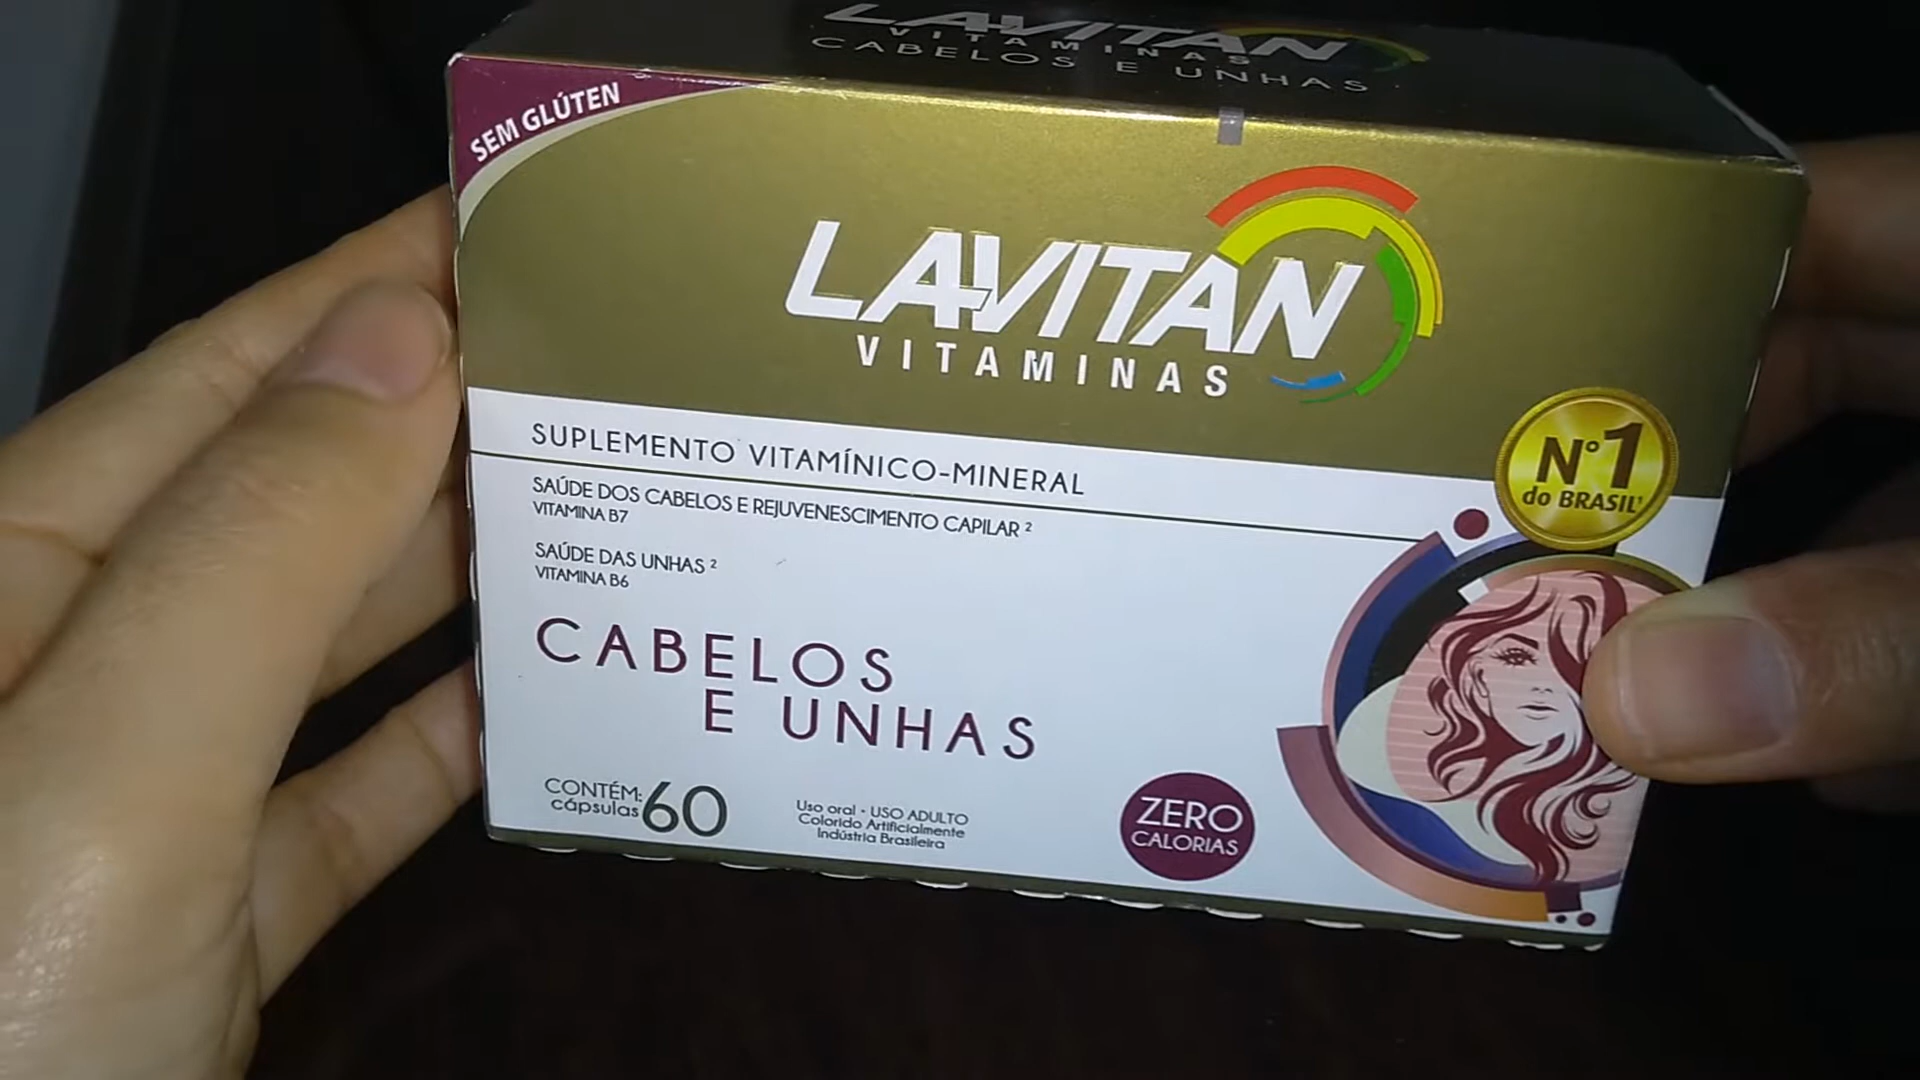 LAVITAN
VITAMINAS
CABELOS E UNHAS
SEM GLÚTEN
LAVITAN
VITAMINAS
Nº1
do BRASIL¹
SUPLEMENTO VITAMÍNICO-MINERAL
SAÚDE DOS CABELOS E REJUVENESCIMENTO CAPILAR ²
VITAMINA B7
SAÚDE DAS UNHAS ²
VITAMINA B6
CABELOS
E UNHAS
CONTÉM:
cápsulas 60
Uso oral - USO ADULTO
Colorido Artificialmente
Indústria Brasileira
ZERO
CALORIAS